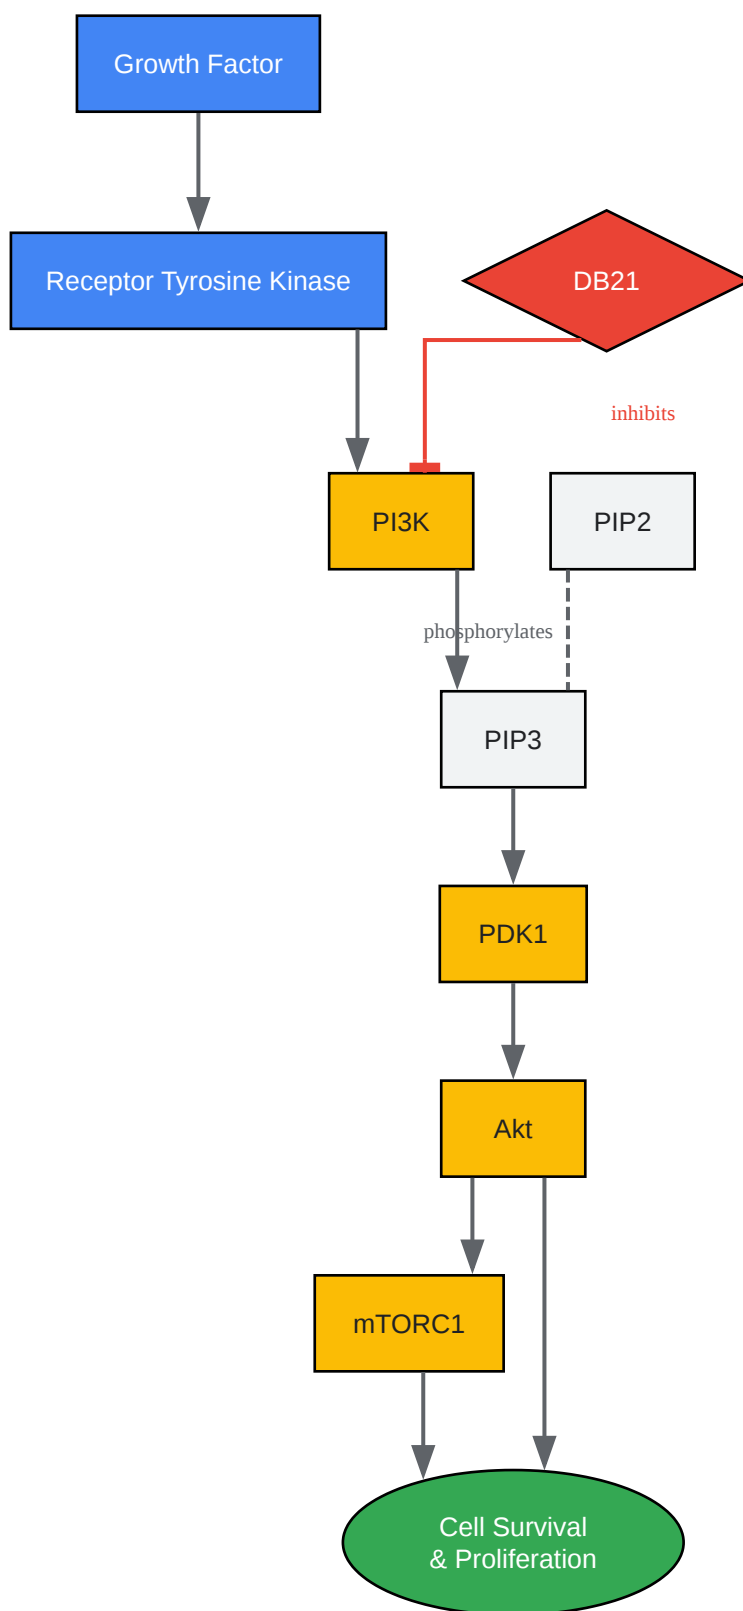 Growth Factor
Receptor Tyrosine Kinase
DB21
inhibits
PI3K
PIP2
phosphorylates
PIP3
PDK1
Akt
mTORC1
Cell Survival
& Proliferation